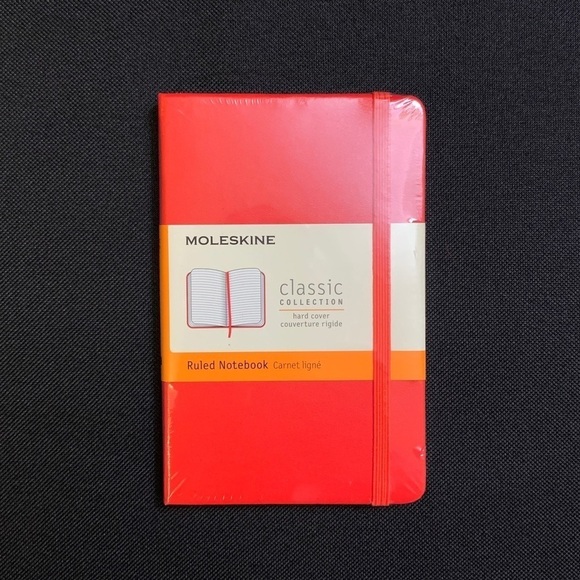 MOLESKINE
classic
COLLECTION
hard cover
couverture rigide
Ruled Notebook Carnet ligné